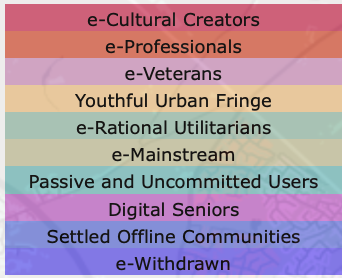 e-Cultural Creators
e-Professionals
e-Veterans
Youthful Urban Fringe
e-Rational Utilitarians
e-Mainstream
Passive and Uncommitted Users
Digital Seniors
Settled Offline Communities
e-Withdrawn